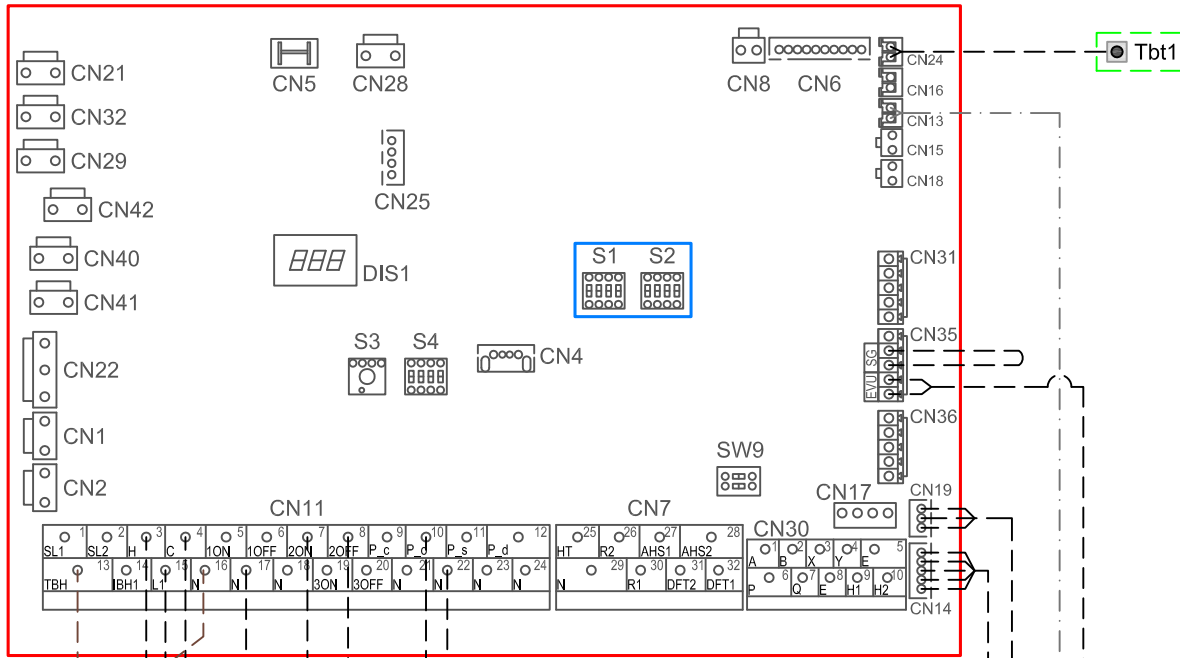 CN21
CN32
CN29
CN42
CN40
CN41
CN22
CN1
CN2
CN5
CN28
CN25
DIS1
S1 S2
S3 S4
CN4
CN8 CN6
CN24
CN16
CN13
CN15
CN18
Tbt1
CN31
CN35
SG
EVU
CN36
SW9
CN17
CN19
CN14
CN11
1 2 3 4 5 6 7 8 9 10 11 12
SL1 SL2 H C 1ON 1OFF 2ON 2OFF P_c P_o P_s P_d
13 14 15 16 17 18 19 20 21 22 23 24
TBH IBH1 L1 N N N 3ON 3OFF N N N N
CN7
25 26 27 28
HT R2 AHS1 AHS2
29 30 31 32
N R1 DFT2 DFT1
CN30
1 2 3 4 5
A B X Y E
6 7 8 9 10
P Q E H1 H2